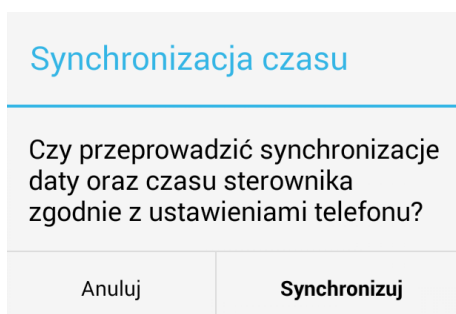 Synchronizacja czasu
Czy przeprowadzić synchronizacje
daty oraz czasu sterownika
zgodnie z ustawieniami telefonu?
Anuluj
Synchronizuj